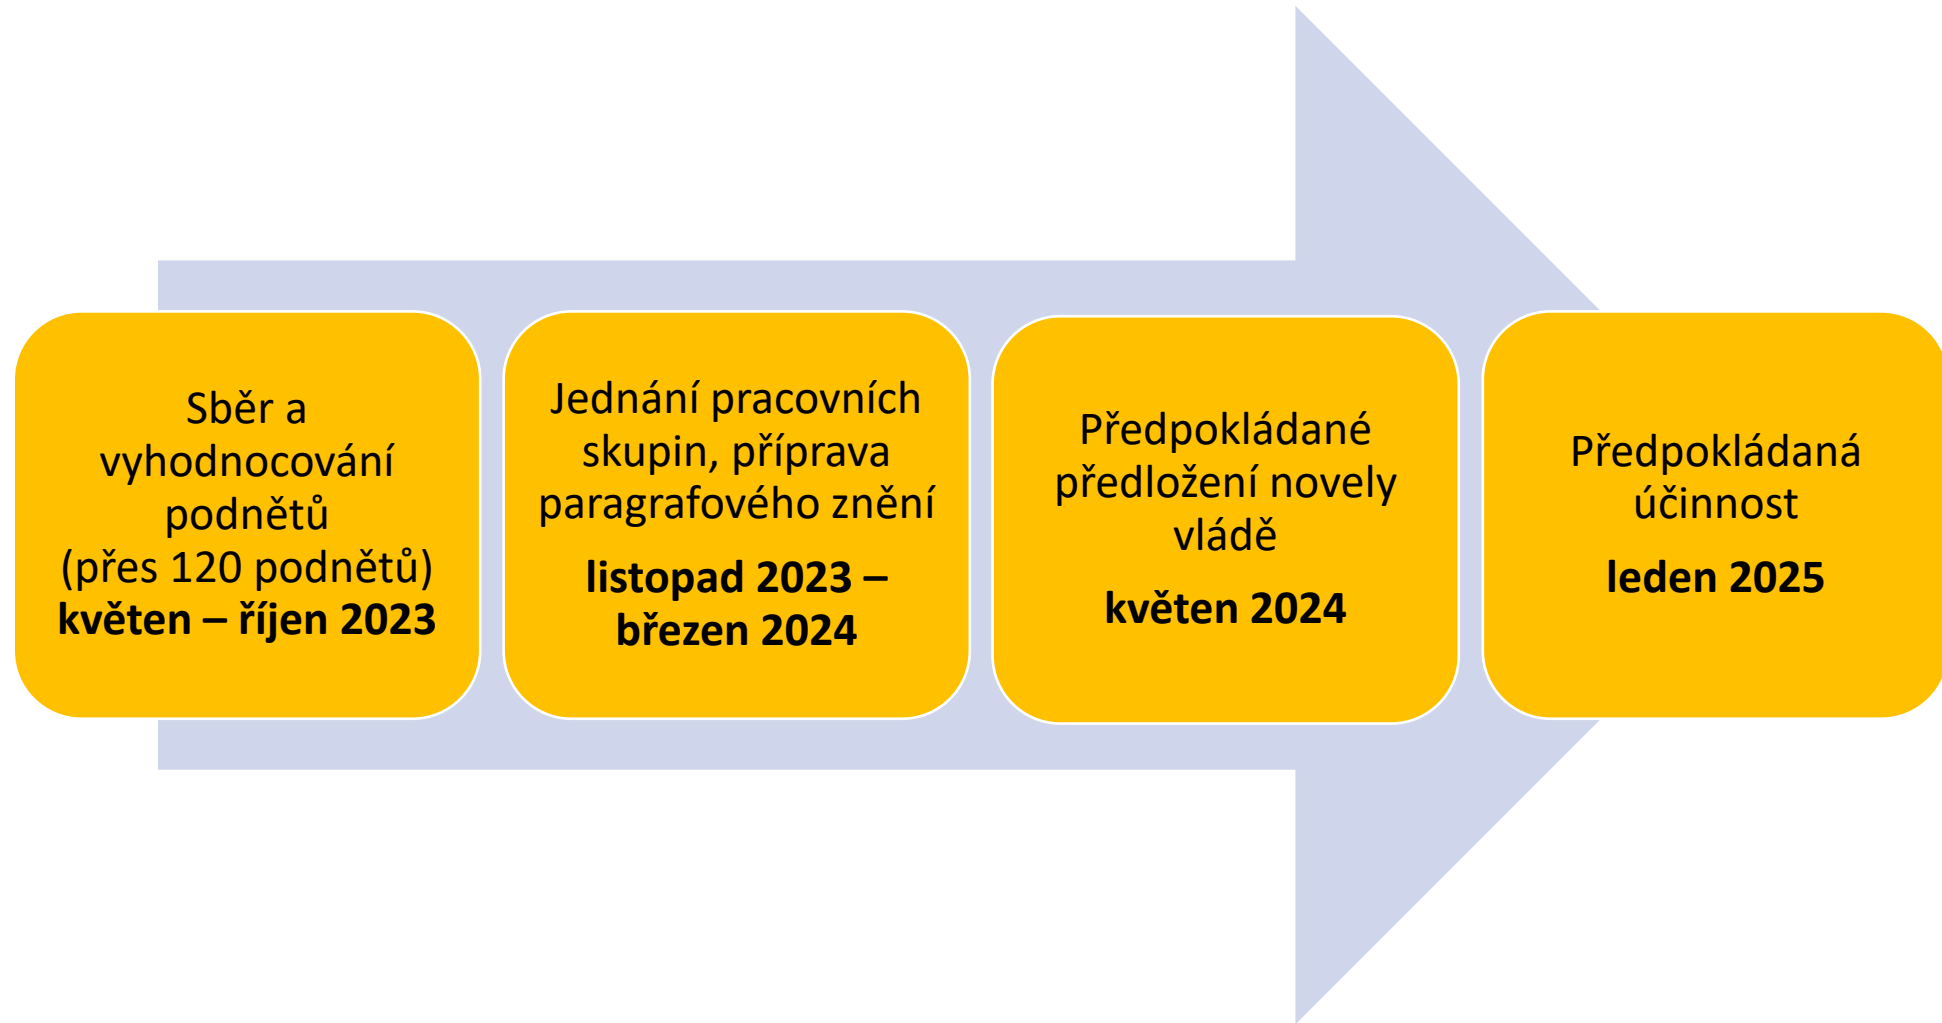 Sběr a
vyhodnocování
podnětů
(přes 120 podnětů)
květen – říjen 2023
Jednání pracovních
skupin, příprava
paragrafového znění
listopad 2023 –
březen 2024
Předpokládané
předložení novely
vládě
květen 2024
Předpokládaná
účinnost
leden 2025